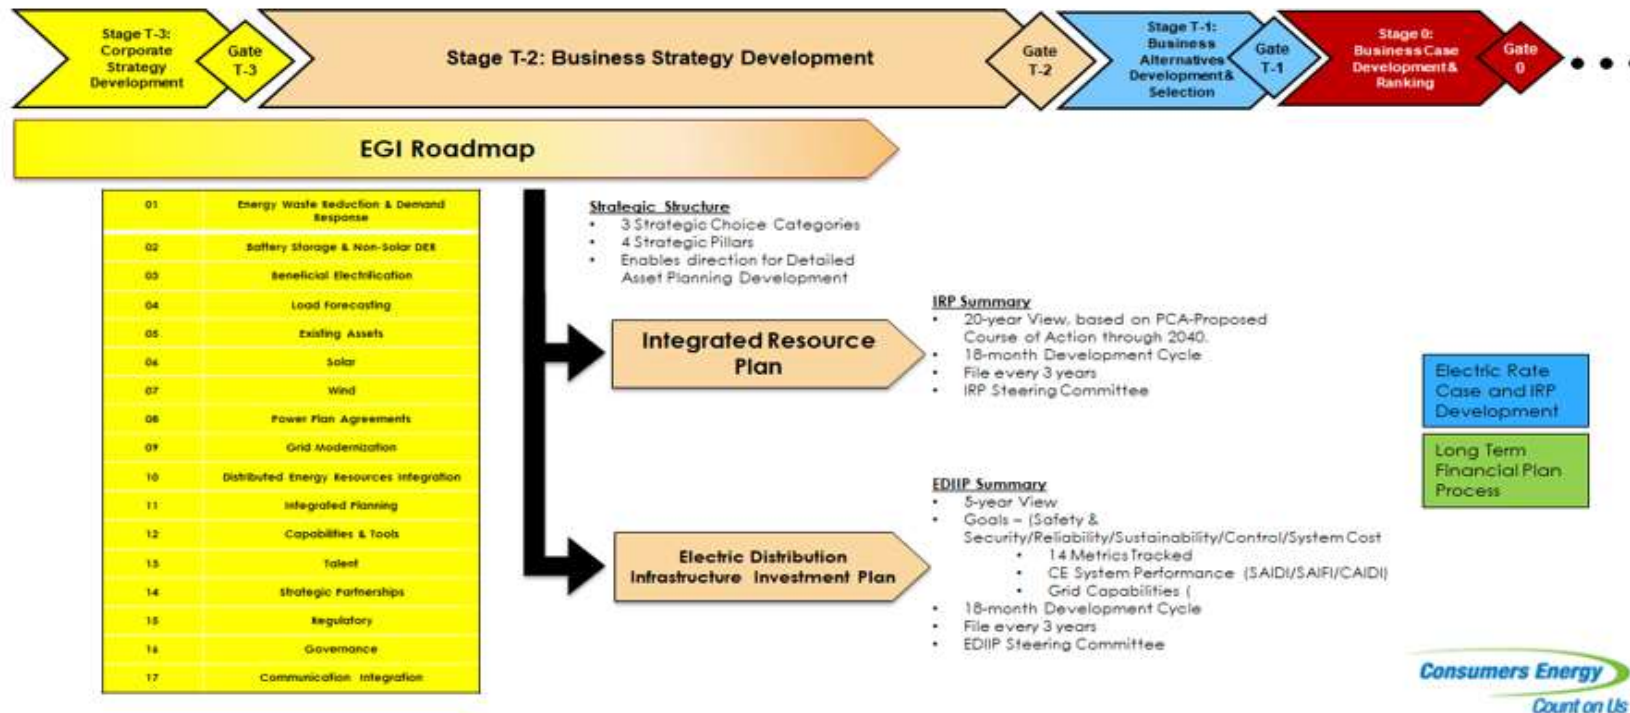 Stage T-3:
Corporate
Strategy
Development
Gate
T-3
Stage T-2: Business Strategy Development
Gate
T-2
Stage T-1:
Business
Alternatives
Development &
Selection
Gate
T-1
Stage 0:
Business Case
Development &
Ranking
Gate
0
EGI Roadmap
01 Energy Waste Reduction & Demand
Response
02 Battery Storage & Non-Solar DER
03 Beneficial Electrification
04 Load Forecasting
05 Existing Assets
06 Solar
07 Wind
08 Power Plan Agreements
09 Grid Modernization
10 Distributed Energy Resources Integration
11 Integrated Planning
12 Capabilities & Tools
13 Talent
14 Strategic Partnerships
15 Regulatory
16 Governance
17 Communication Integration
Strategic Structure
• 3 Strategic Choice Categories
• 4 Strategic Pillars
• Enables direction for Detailed
Asset Planning Development
Integrated Resource
Plan
IRP Summary
• 20-year View, based on PCA-Proposed
Course of Action through 2040.
• 18-month Development Cycle
• File every 3 years
• IRP Steering Committee
Electric Distribution
Infrastructure Investment Plan
EDIIP Summary
• 5-year View
• Goals – (Safety &
Security/Reliability/Sustainability/Control/System Cost
• 14 Metrics Tracked
• CE System Performance (SAIDI/SAIFI/CAIDI)
• Grid Capabilities (
• 18-month Development Cycle
• File every 3 years
• EDIIP Steering Committee
Electric Rate
Case and IRP
Development
Long Term
Financial Plan
Process
Consumers Energy
Count on Us